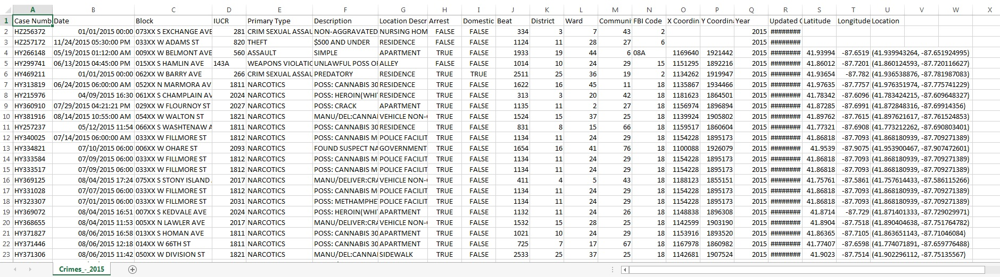 A B C D E F G H I J K L M N O P Q R S T U V W X
1 Case Numb Date Block IUCR Primary Type Description Location Descr Arrest Domestic Beat District Ward Communi FBI Code X Coordin Y Coordina Year Updated Latitude Longitude Location
2 HZ256372 01/01/2015 00:00 073XX S EXCHANGE AVE 281 CRIM SEXUAL ASSAU NON-AGGRAVATED NURSING HOM FALSE FALSE 334 3 7 43 2 2015 ########
3 HZ257172 11/24/2015 05:30:00 PM 033XX W ADAMS ST 820 THEFT $500 AND UNDER RESIDENCE FALSE FALSE 1124 11 28 27 6 2015 ########
4 HY266148 05/19/2015 01:12:00 AM 009XX W BELMONT AVE 560 ASSAULT SIMPLE APARTMENT TRUE FALSE 1933 19 44 6 08A 1169640 1921442 2015 ######## 41.93994 -87.6519 (41.939943264, -87.651924995)
5 HY299741 06/13/2015 04:45:00 PM 015XX S HAMLIN AVE 143A WEAPONS VIOLATIO UNLAWFUL POSS OF ALLEY FALSE FALSE 1014 10 24 29 15 1151295 1892216 2015 ######## 41.86012 -87.7201 (41.860124593, -87.720116627)
6 HY469211 01/01/2015 00:00 062XX W BARRY AVE 266 CRIM SEXUAL ASSAU PREDATORY RESIDENCE TRUE TRUE 2511 25 36 19 2 1134262 1919947 2015 ######## 41.93654 -87.782 (41.936538876, -87.781987083)
7 HY313819 06/24/2015 06:00:00 AM 052XX N MARMORA AV 1811 NARCOTICS POSS: CANNABIS 30 RESIDENCE TRUE FALSE 1622 16 45 11 18 1135867 1934466 2015 ######## 41.97635 -87.7757 (41.976351974, -87.775741229)
8 HY215976 04/09/2015 16:30 061XX S CHAMPLAIN AV 2024 NARCOTICS POSS: HEROIN(WHI RESIDENCE TRUE FALSE 313 3 20 42 18 1181623 1864501 2015 ######## 41.78342 -87.6096 (41.783424215, -87.609648327)
9 HY360910 07/29/2015 04:21:21 PM 029XX W FLOURNOY ST 2027 NARCOTICS POSS: CRACK APARTMENT TRUE FALSE 1135 11 2 27 18 1156974 1896894 2015 ######## 41.87285 -87.6991 (41.872848316, -87.69914356)
10 HY381916 08/14/2015 10:55:00 AM 054XX W WALTON ST 1821 NARCOTICS MANU/DEL:CANNA VEHICLE NON- TRUE FALSE 1524 15 37 25 18 1139924 1905802 2015 ######## 41.89762 -87.7615 (41.897621617, -87.761524853)
11 HY257237 05/12/2015 11:54 066XX S WASHTENAW A 1811 NARCOTICS POSS: CANNABIS 30 RESIDENCE TRUE FALSE 831 8 15 66 18 1159517 1860604 2015 ######## 41.77321 -87.6908 (41.773212262, -87.690803401)
12 HY340025 07/14/2015 06:00:00 AM 033XX W FILLMORE ST 1812 NARCOTICS POSS: CANNABIS M POLICE FACILIT TRUE FALSE 1134 11 24 29 18 1154228 1895173 2015 ######## 41.86818 -87.7093 (41.868180939, -87.709271389)
13 HY334821 07/10/2015 06:00 006XX W OHARE ST 2093 NARCOTICS FOUND SUSPECT NA GOVERNMENT TRUE FALSE 1654 16 41 76 18 1100088 1926079 2015 ######## 41.9539 -87.9075 (41.953900467, -87.907472601)
14 HY333584 07/09/2015 06:00 033XX W FILLMORE ST 1812 NARCOTICS POSS: CANNABIS M POLICE FACILIT TRUE FALSE 1134 11 24 29 18 1154228 1895173 2015 ######## 41.86818 -87.7093 (41.868180939, -87.709271389)
15 HY333517 07/09/2015 06:00 033XX W FILLMORE ST 1812 NARCOTICS POSS: CANNABIS M POLICE FACILIT TRUE FALSE 1134 11 24 29 18 1154228 1895173 2015 ######## 41.86818 -87.7093 (41.868180939, -87.709271389)
16 HY369125 08/04/2015 17:24 075XX S STONY ISLAND 2017 NARCOTICS MANU/DELIVER:CRA VEHICLE NON- TRUE FALSE 411 4 5 43 18 1188123 1855151 2015 ######## 41.75761 -87.5861 (41.757614433, -87.586115266)
17 HY331028 07/07/2015 06:00 033XX W FILLMORE ST 1812 NARCOTICS POSS: CANNABIS M POLICE FACILIT TRUE FALSE 1134 11 24 29 18 1154228 1895173 2015 ######## 41.86818 -87.7093 (41.868180939, -87.709271389)
18 HY323307 07/01/2015 06:00 033XX W FILLMORE ST 2031 NARCOTICS POSS: METHAMPHE POLICE FACILIT TRUE FALSE 1134 11 24 29 18 1154228 1895173 2015 ######## 41.86818 -87.7093 (41.868180939, -87.709271389)
19 HY369072 08/04/2015 16:51 007XX S KEDVALE AVE 2024 NARCOTICS POSS: HEROIN(WHI APARTMENT TRUE FALSE 1132 11 24 26 18 1148838 1896308 2015 ######## 41.8714 -87.729 (41.871401333, -87.729029971)
20 HY368655 08/04/2015 11:53 005XX N LAWLER AVE 2017 NARCOTICS MANU/DELIVER:CRA VEHICLE NON- TRUE FALSE 1532 15 28 25 18 1142599 1903190 2015 ######## 41.8904 -87.7518 (41.890404638, -87.751764782)
21 HY371827 08/06/2015 16:58 013XX S HOMAN AVE 1811 NARCOTICS POSS: CANNABIS 30 APARTMENT TRUE FALSE 1021 10 24 29 18 1153916 1893520 2015 ######## 41.86365 -87.7105 (41.863651143, -87.71046084)
22 HY371446 08/06/2015 12:18 014XX W 66TH ST 1811 NARCOTICS POSS: CANNABIS 30 APARTMENT TRUE FALSE 725 7 17 67 18 1167978 1860982 2015 ######## 41.77407 -87.6598 (41.774071891, -87.659776488)
23 HY371306 08/06/2015 11:42 050XX W DIVISION ST 1821 NARCOTICS MANU/DEL:CANNA SIDEWALK TRUE FALSE 2533 25 37 25 18 1142681 1907524 2015 ######## 41.9023 -87.7514 (41.902296112, -87.75135567)
Crimes_-_2015